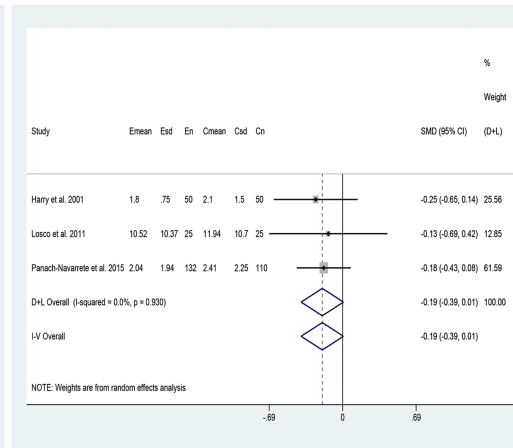 %
Weight
Study Emean Esd En Cmean Csd Cn SMD (95% CI) (D+L)
Harry et al. 2001 1.8 .75 50 2.1 1.5 50 -0.25 (-0.65, 0.14) 25.56
Losco et al. 2011 10.52 10.37 25 11.94 10.7 25 -0.13 (-0.69, 0.42) 12.85
Panach-Navarrete et al. 2015 2.04 1.94 132 2.41 2.25 110 -0.18 (-0.43, 0.08) 61.59
D+L Overall (I-squared = 0.0%, p = 0.930) -0.19 (-0.39, 0.01) 100.00
I-V Overall -0.19 (-0.39, 0.01)
NOTE: Weights are from random effects analysis
-.69 0 .69